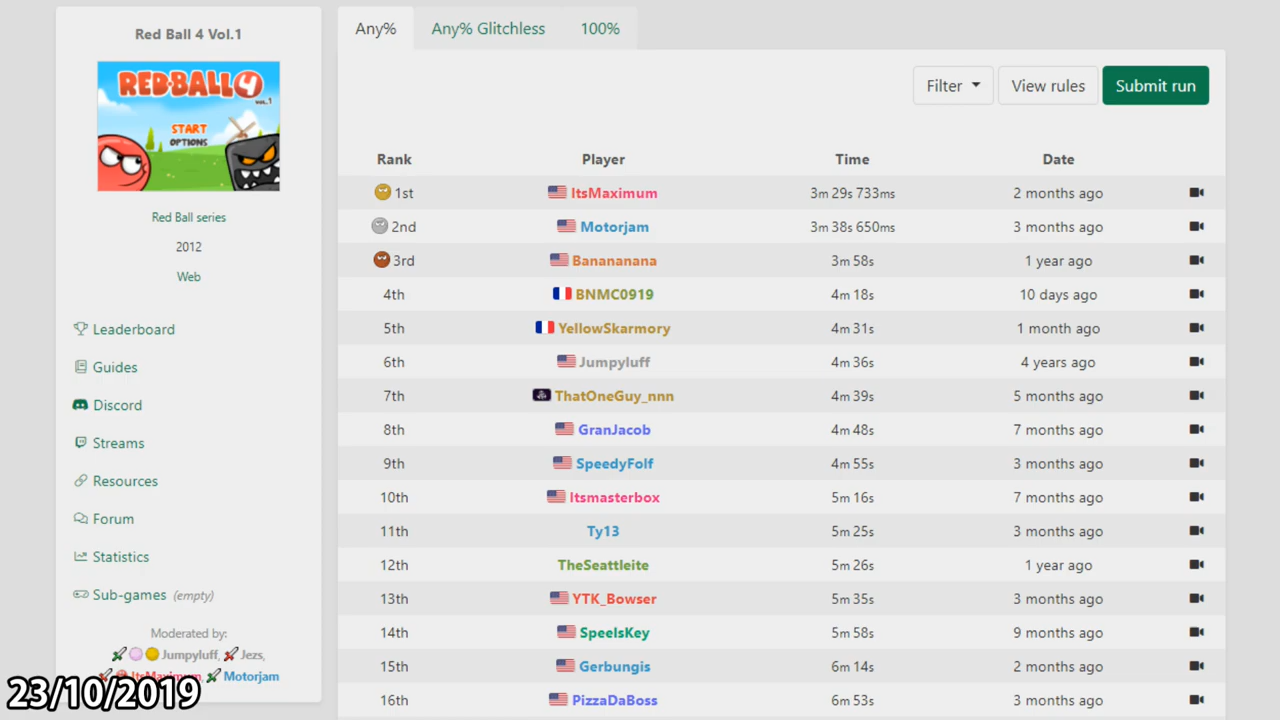 Red Ball 4 Vol.1
RED BALL 4
vol.1
START
OPTIONS
Red Ball series
2012
Web
Leaderboard
Guides
Discord
Streams
Resources
Forum
Statistics
Sub-games (empty)
Moderated by:
Jumpyluff, Jezs,
ItsMaximum, Motorjam
23/10/2019
Any% Any% Glitchless 100%
Filter View rules Submit run
Rank Player Time Date
1st ItsMaximum 3m 29s 733ms 2 months ago
2nd Motorjam 3m 38s 650ms 3 months ago
3rd Banananana 3m 58s 1 year ago
4th BNMC0919 4m 18s 10 days ago
5th YellowSkarmory 4m 31s 1 month ago
6th Jumpyluff 4m 36s 4 years ago
7th ThatOneGuy_nnn 4m 39s 5 months ago
8th GranJacob 4m 48s 7 months ago
9th SpeedyFolf 4m 55s 3 months ago
10th Itsmasterbox 5m 16s 7 months ago
11th Ty13 5m 25s 3 months ago
12th TheSeattleite 5m 26s 1 year ago
13th YTK_Bowser 5m 35s 3 months ago
14th SpeelsKey 5m 58s 9 months ago
15th Gerbungis 6m 14s 2 months ago
16th PizzaDaBoss 6m 53s 3 months ago